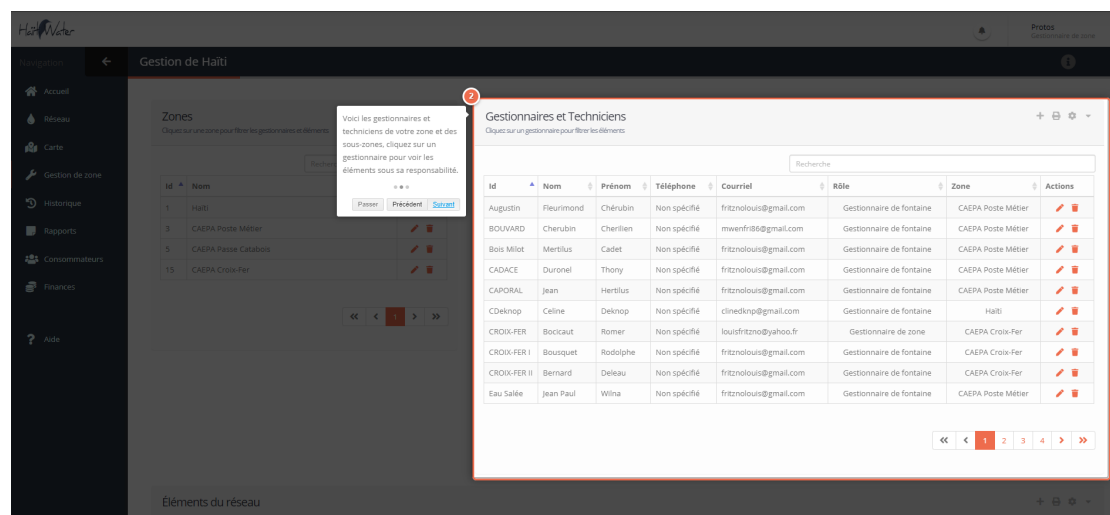 HaïtiWater
Protos
Gestionnaire de zone
Navigation
Gestion de Haïti
Accueil
Réseau
Carte
Gestion de zone
Historique
Rapports
Consommateurs
Finances
Aide
Zones
Cliquez sur une zone pour filtrer les gestionnaires et éléments
Id Nom
1 Haïti
3 CAEPA Poste Métier
5 CAEPA Passe Catabois
15 CAEPA Croix-Fer
1
Voici les gestionnaires et
techniciens de votre zone et des
sous-zones, cliquez sur un
gestionnaire pour voir les
éléments sous sa responsabilité.
Passer Précédent Suivant
2
Gestionnaires et Techniciens
Cliquez sur un gestionnaire pour filtrer les éléments
Recherche
Id Nom Prénom Téléphone Courriel Rôle Zone Actions
Augustin Fleurimond Chérubin Non spécifié fritznolouis@gmail.com Gestionnaire de fontaine CAEPA Poste Métier
BOUVARD Cherubin Cherilien Non spécifié mwenfri86@gmail.com Gestionnaire de fontaine CAEPA Poste Métier
Bois Milot Mertilus Cadet Non spécifié fritznolouis@gmail.com Gestionnaire de fontaine CAEPA Poste Métier
CADACE Duronel Thony Non spécifié fritznolouis@gmail.com Gestionnaire de fontaine CAEPA Poste Métier
CAPORAL Jean Hertilus Non spécifié fritznolouis@gmail.com Gestionnaire de fontaine CAEPA Poste Métier
CDeknop Celine Deknop Non spécifié clinedknp@gmail.com Gestionnaire de fontaine Haïti
CROIX-FER Bocicaut Romer Non spécifié louisfritzno@yahoo.fr Gestionnaire de zone CAEPA Croix-Fer
CROIX-FER I Bousquet Rodolphe Non spécifié fritznolouis@gmail.com Gestionnaire de fontaine CAEPA Croix-Fer
CROIX-FER II Bernard Deleau Non spécifié fritznolouis@gmail.com Gestionnaire de fontaine CAEPA Croix-Fer
Eau Salée Jean Paul Wilna Non spécifié fritznolouis@gmail.com Gestionnaire de fontaine CAEPA Poste Métier
1 2 3 4
Éléments du réseau